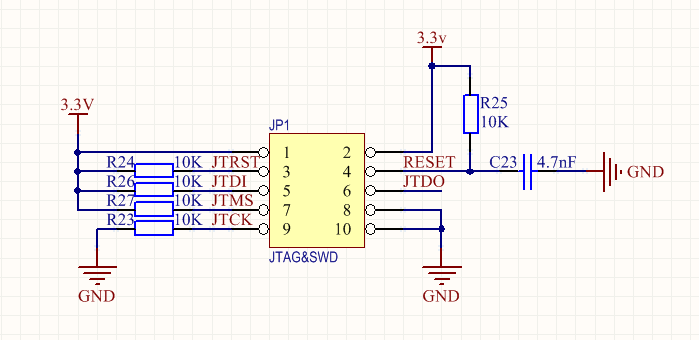 3.3v
3.3V
JP1
R25
10K
1 2
R24 10K JTRST 3 4 RESET C23 4.7nF GND
R26 10K JTDI 5 6 JTDO
R27 10K JTMS 7 8
R23 10K JTCK 9 10
JTAG&SWD
GND GND